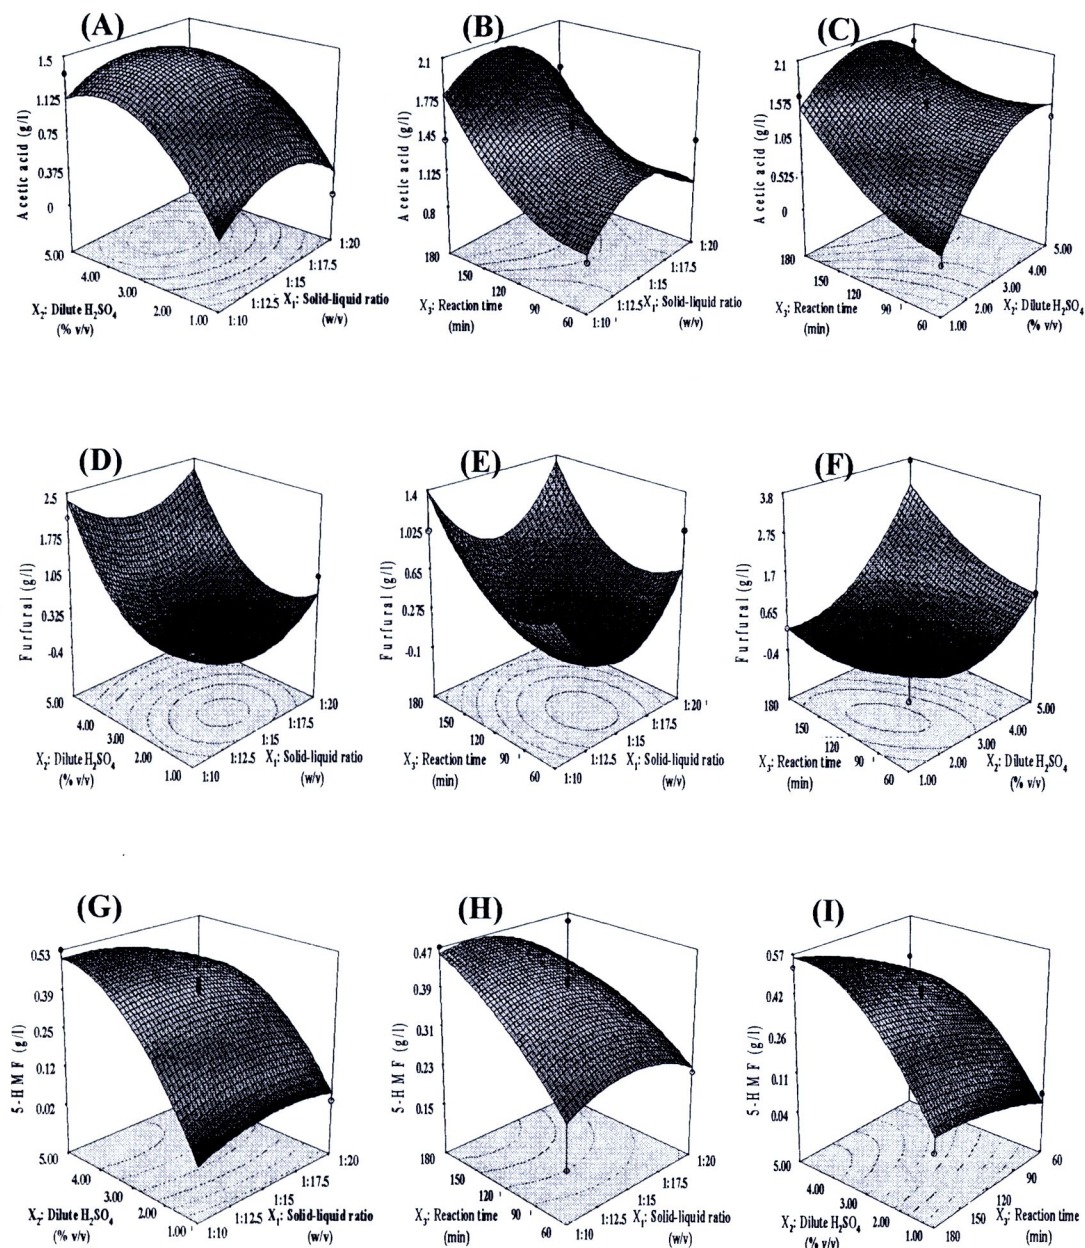 (A)
1.5
1.125
0.75
0.375
0
Acetic acid (g/l)
5.00
4.00
3.00
2.00
1.00
X₂: Dilute H₂SO₄
(% v/v)
1:20
1:17.5
1:15
1:12.5
1:10
X₁: Solid-liquid ratio
(w/v)
(B)
2.1
1.775
1.45
1.125
0.8
Acetic acid (g/l)
180
150
120
90
60
X₃: Reaction time
(min)
1:20
1:17.5
1:15
1:12.5
1:10
X₁: Solid-liquid ratio
(w/v)
(C)
2.1
1.575
1.05
0.525
0
Acetic acid (g/l)
180
150
120
90
60
X₃: Reaction time
(min)
5.00
4.00
3.00
2.00
1.00
X₂: Dilute H₂SO₄
(% v/v)
(D)
2.5
1.775
1.05
0.325
-0.4
Furfural (g/l)
5.00
4.00
3.00
2.00
1.00
X₂: Dilute H₂SO₄
(% v/v)
1:20
1:17.5
1:15
1:12.5
1:10
X₁: Solid-liquid ratio
(w/v)
(E)
1.4
1.025
0.65
0.275
-0.1
Furfural (g/l)
180
150
120
90
60
X₃: Reaction time
(min)
1:20
1:17.5
1:15
1:12.5
1:10
X₁: Solid-liquid ratio
(w/v)
(F)
3.8
2.75
1.7
0.65
-0.4
Furfural (g/l)
180
150
120
90
60
X₃: Reaction time
(min)
5.00
4.00
3.00
2.00
1.00
X₂: Dilute H₂SO₄
(% v/v)
(G)
0.53
0.39
0.25
0.12
0.02
5-HMF (g/l)
5.00
4.00
3.00
2.00
1.00
X₂: Dilute H₂SO₄
(% v/v)
1:20
1:17.5
1:15
1:12.5
1:10
X₁: Solid-liquid ratio
(w/v)
(H)
0.47
0.39
0.31
0.23
0.15
5-HMF (g/l)
180
150
120
90
60
X₃: Reaction time
(min)
1:20
1:17.5
1:15
1:12.5
1:10
X₁: Solid-liquid ratio
(w/v)
(I)
0.57
0.42
0.26
0.11
0.04
5-HMF (g/l)
5.00
4.00
3.00
2.00
1.00
X₂: Dilute H₂SO₄
(% v/v)
60
90
120
150
180
X₃: Reaction time
(min)